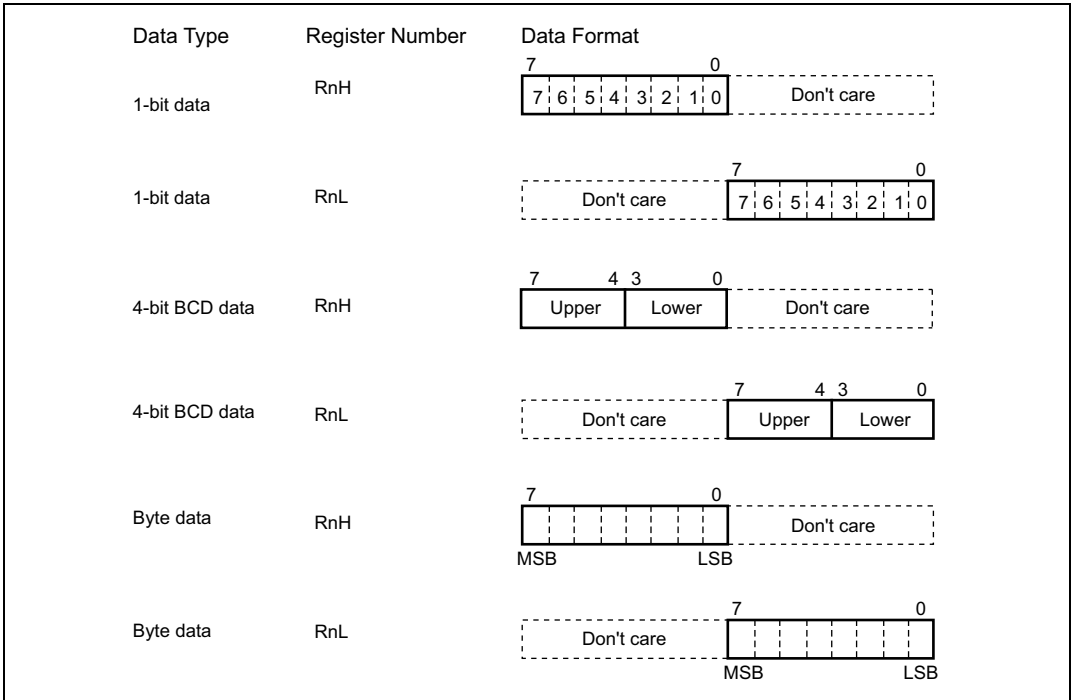 Data Type Register Number Data Format
7 0
1-bit data RnH 7 6 5 4 3 2 1 0 Don't care
7 0
1-bit data RnL Don't care 7 6 5 4 3 2 1 0
7 4 3 0
4-bit BCD data RnH Upper Lower Don't care
7 4 3 0
4-bit BCD data RnL Don't care Upper Lower
7 0
Byte data RnH Don't care
MSB LSB
7 0
Byte data RnL Don't care
MSB LSB